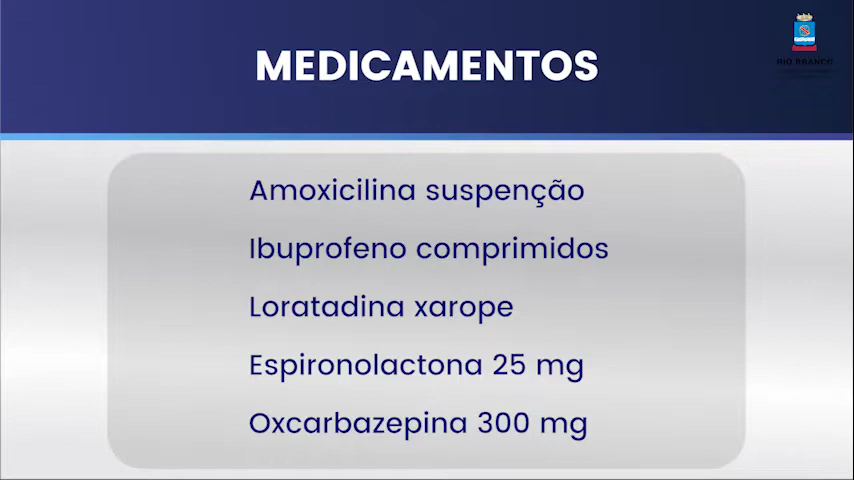 MEDICAMENTOS
RIO BRANCO
Amoxicilina suspenção
Ibuprofeno comprimidos
Loratadina xarope
Espironolactona 25 mg
Oxcarbazepina 300 mg